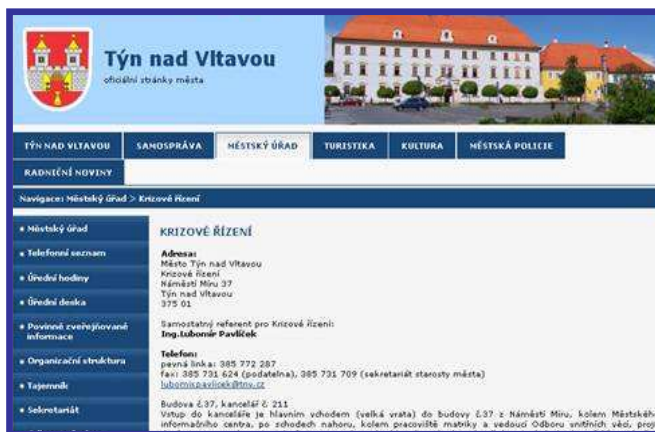 Týn nad Vltavou
oficiální stránky města
TÝN NAD VLTAVOU
SAMOSPRÁVA
MĚSTSKÝ ÚŘAD
TURISTIKA
KULTURA
MĚSTSKÁ POLICIE
RADNIČNÍ NOVINY
Navigace: Městský úřad > Krizové řízení
Městský úřad
Telefonní seznam
Úřední hodiny
Úřední deska
Povinně zveřejňované
informace
Organizační struktura
Tajemník
Sekretariát
KRIZOVÉ ŘÍZENÍ
Adresa:
Město Týn nad Vltavou
Krizové řízení
Náměstí Míru 37
Týn nad Vltavou
375 01
Samostatný referent pro Krizové řízení:
Ing.Lubomír Pavlíček
Telefon:
pevná linka: 385 772 287
fax: 385 731 624 (podatelna), 385 731 709 (sekretariát starosty města)
lubomir.pavlicek@tnv.cz
Budova č.37, kancelář č. 211
Vstup do kanceláře je hlavním vchodem (velká vrata) do budovy č.37 z Náměstí Míru, kolem Městského
informačního centra, po schodech nahoru, kolem pracoviště matriky a vedoucí Odboru vnitřních věcí, proj